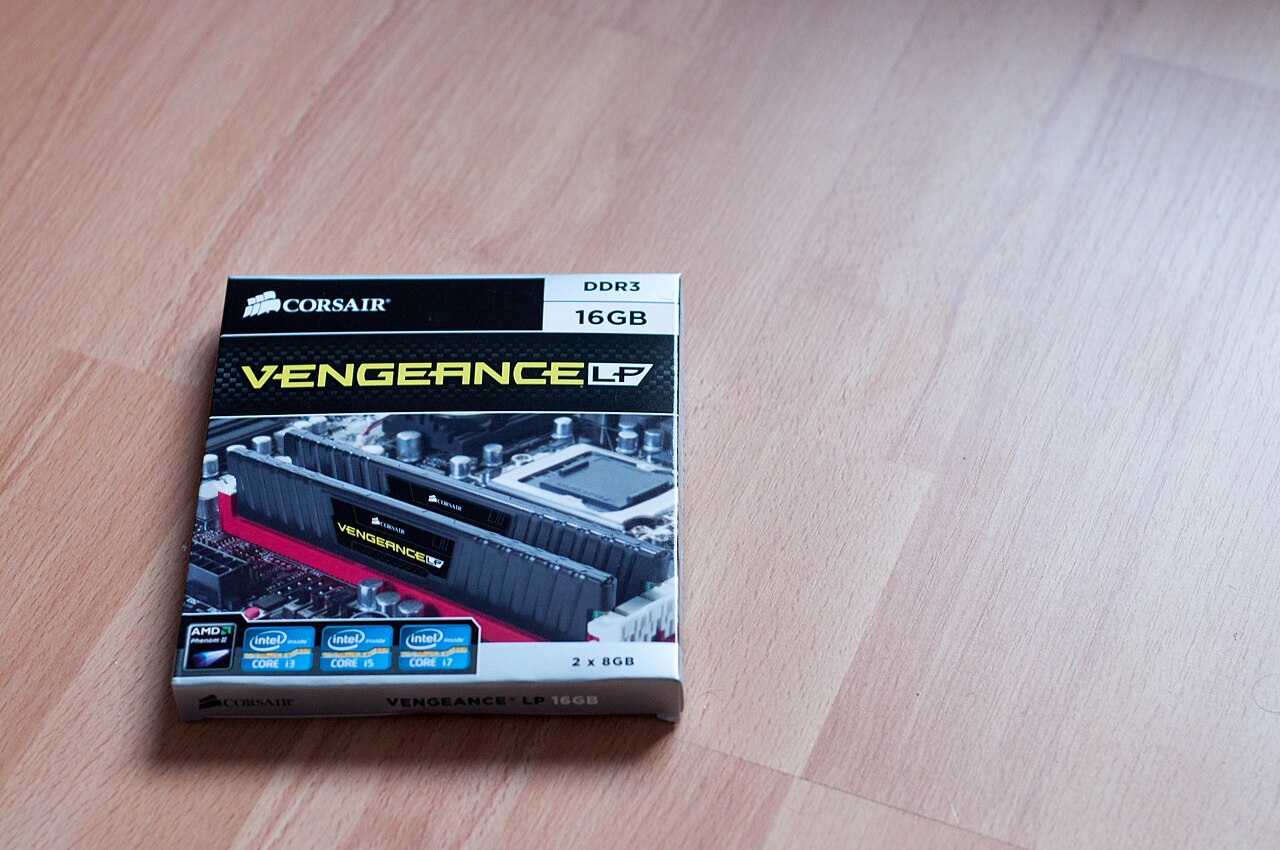 CORSAIR®
DDR3
16GB
VENGEANCE LP
CORSAIR
CORSAIR
VENGEANCE LP
AMD
Phenom II
intel inside
CORE i3
intel inside
CORE i5
intel inside
CORE i7
2 x 8GB
CORSAIR
VENGEANCE® LP 16GB